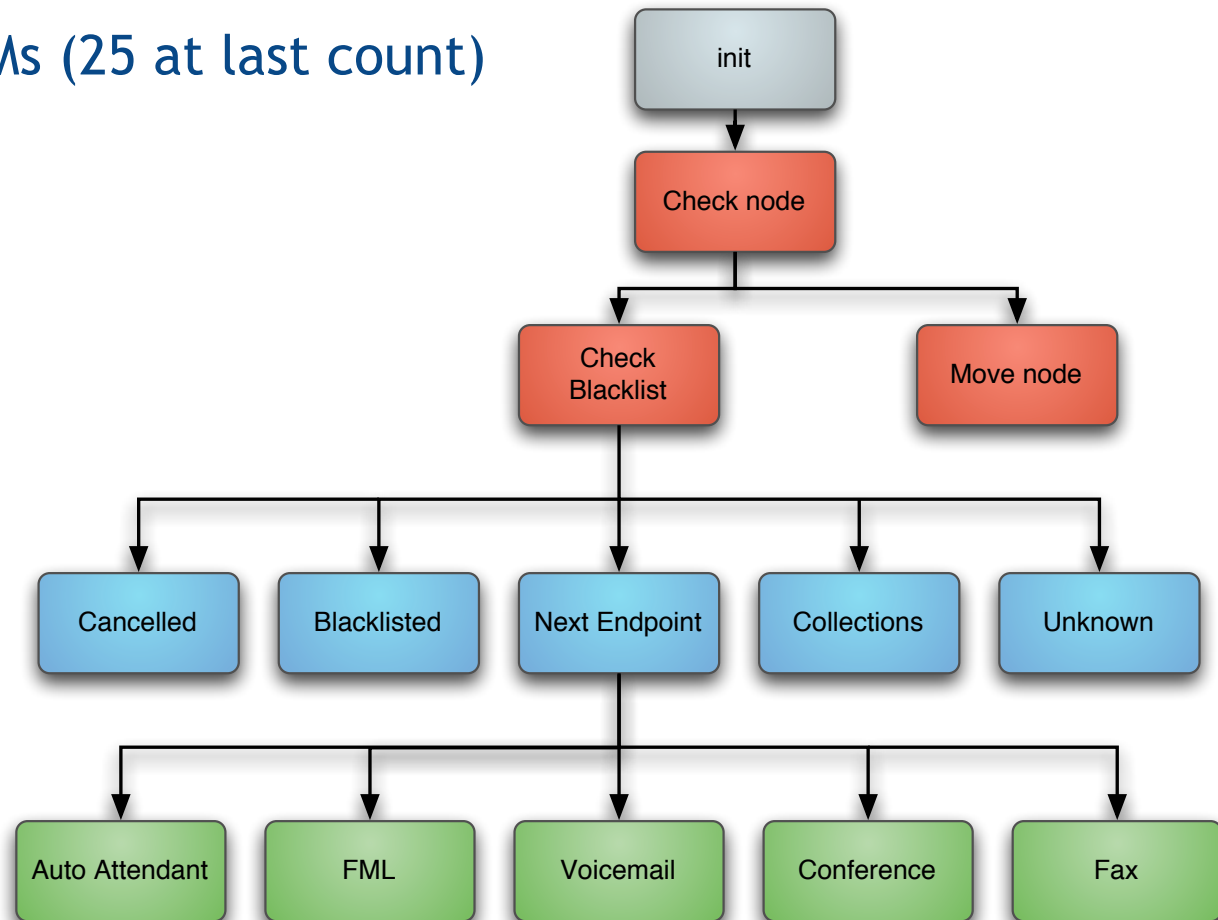 (25 at last count)
init
Check node
Check
Blacklist
Move node
Cancelled
Blacklisted
Next Endpoint
Collections
Unknown
Auto Attendant
FML
Voicemail
Conference
Fax